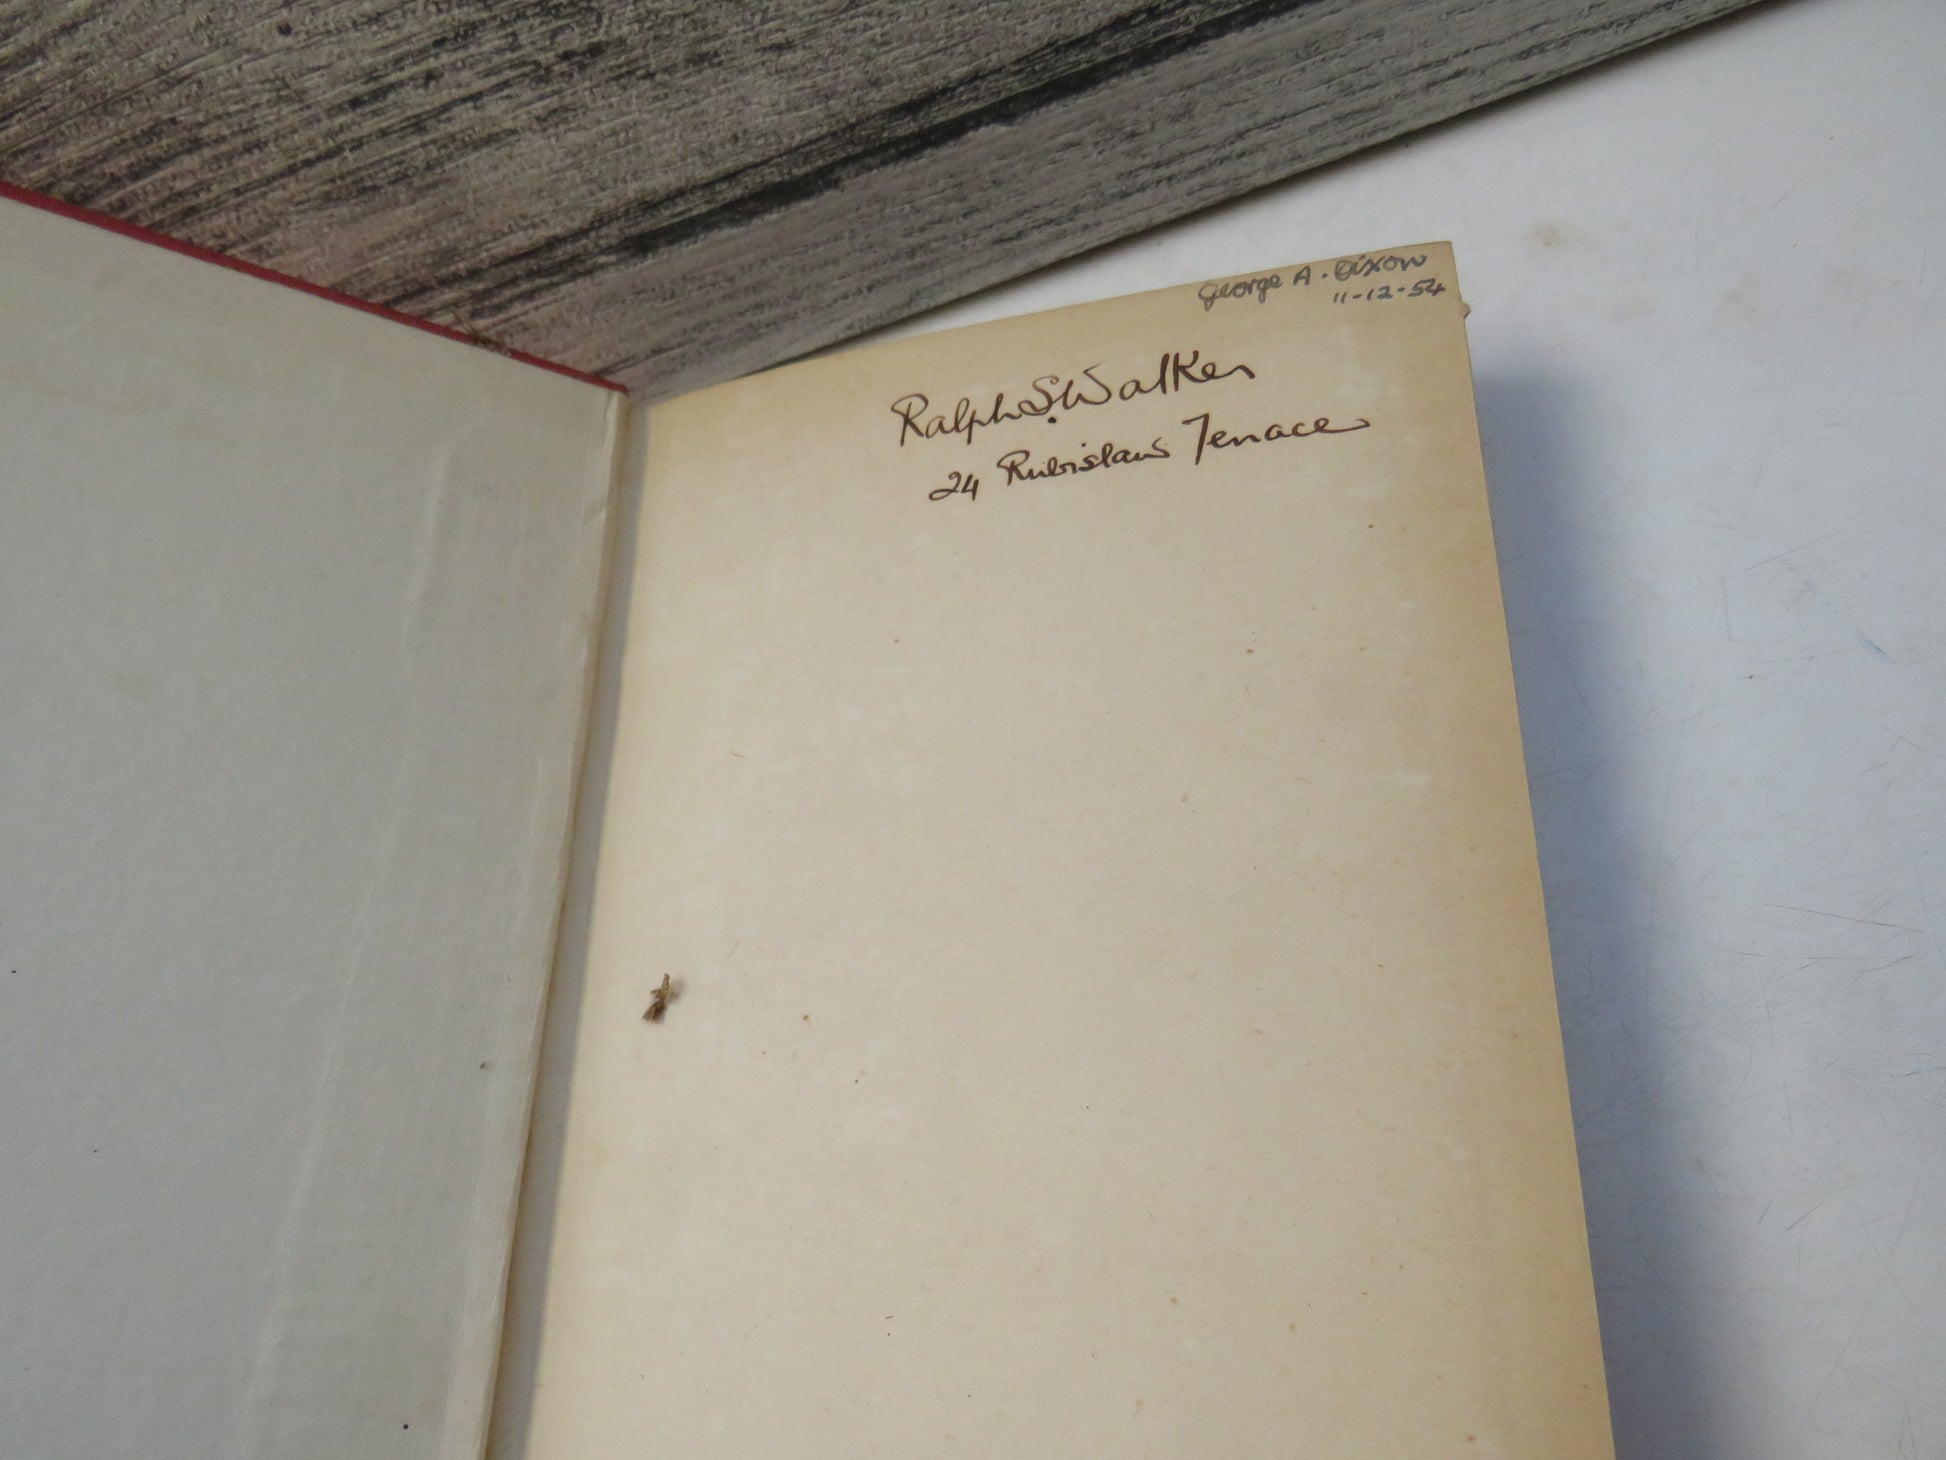 George A. Dixon
11-12-54
Ralph S. Walker
24 Rubislaw Terrace